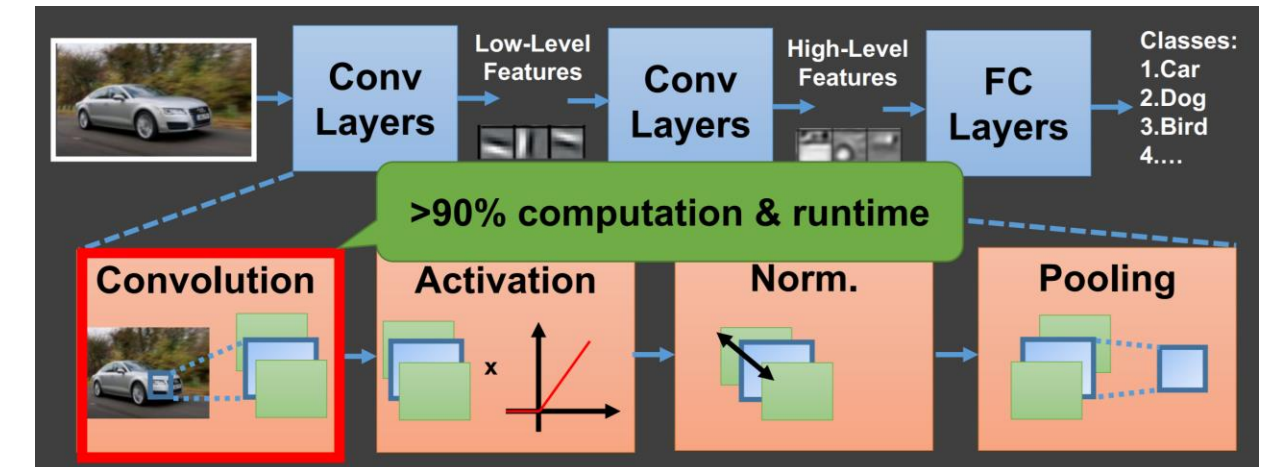 Conv
Layers
Low-Level
Features
Conv
Layers
High-Level
Features
FC
Layers
Classes:
1.Car
2.Dog
3.Bird
4.…
>90% computation & runtime
Convolution
Activation
x
Norm.
Pooling